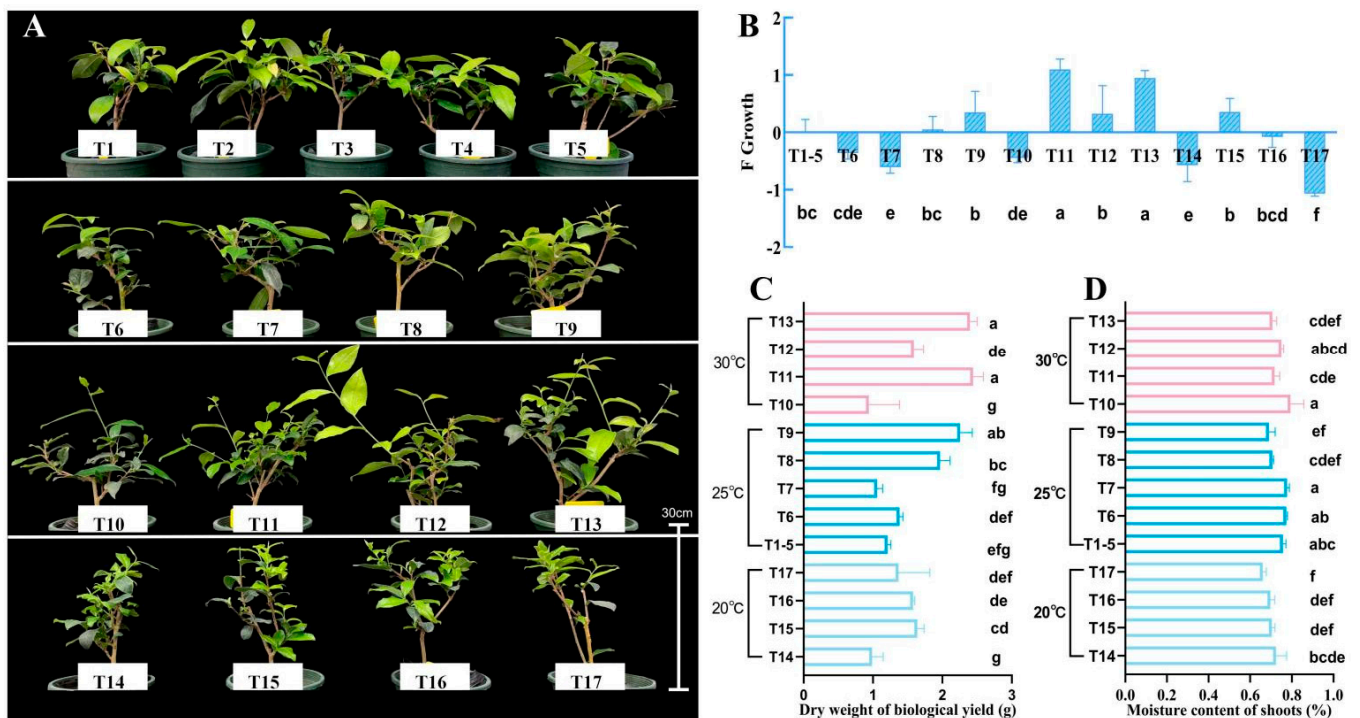 A
T1 T2 T3 T4 T5
T6 T7 T8 T9
T10 T11 T12 T13
30cm
T14 T15 T16 T17
B
F Growth
2
1
0
-1
-2
T1-5 T6 T7 T8 T9 T10 T11 T12 T13 T14 T15 T16 T17
bc cde e bc b de a b a e b bcd f
C
30℃
T13 a
T12 de
T11 a
T10 g
25℃
T9 ab
T8 bc
T7 fg
T6 def
T1-5 efg
20℃
T17 def
T16 de
T15 cd
T14 g
0 1 2 3
Dry weight of biological yield (g)
D
30℃
T13 cdef
T12 abcd
T11 cde
T10 a
25℃
T9 ef
T8 cdef
T7 a
T6 ab
T1-5 abc
20℃
T17 f
T16 def
T15 def
T14 bcde
0.0 0.2 0.4 0.6 0.8 1.0
Moisture content of shoots (%)